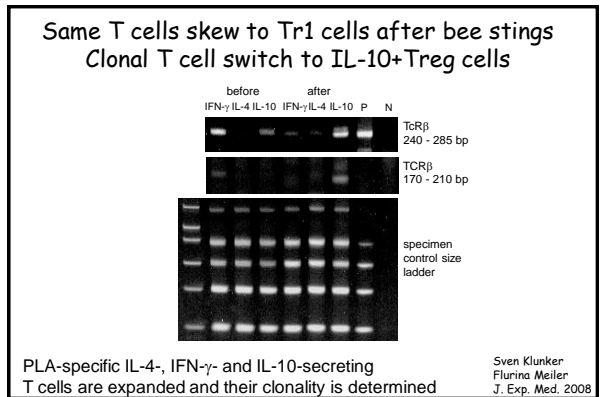 Same T cells skew to Tr1 cells after bee stings
Clonal T cell switch to IL-10+Treg cells
before after
IFN-γ IL-4 IL-10 IFN-γ IL-4 IL-10 P N
TcRβ
240 - 285 bp
TCRβ
170 - 210 bp
specimen
control size
ladder
PLA-specific IL-4-, IFN-γ- and IL-10-secreting
T cells are expanded and their clonality is determined
Sven Klunker
Flurina Meiler
J. Exp. Med. 2008